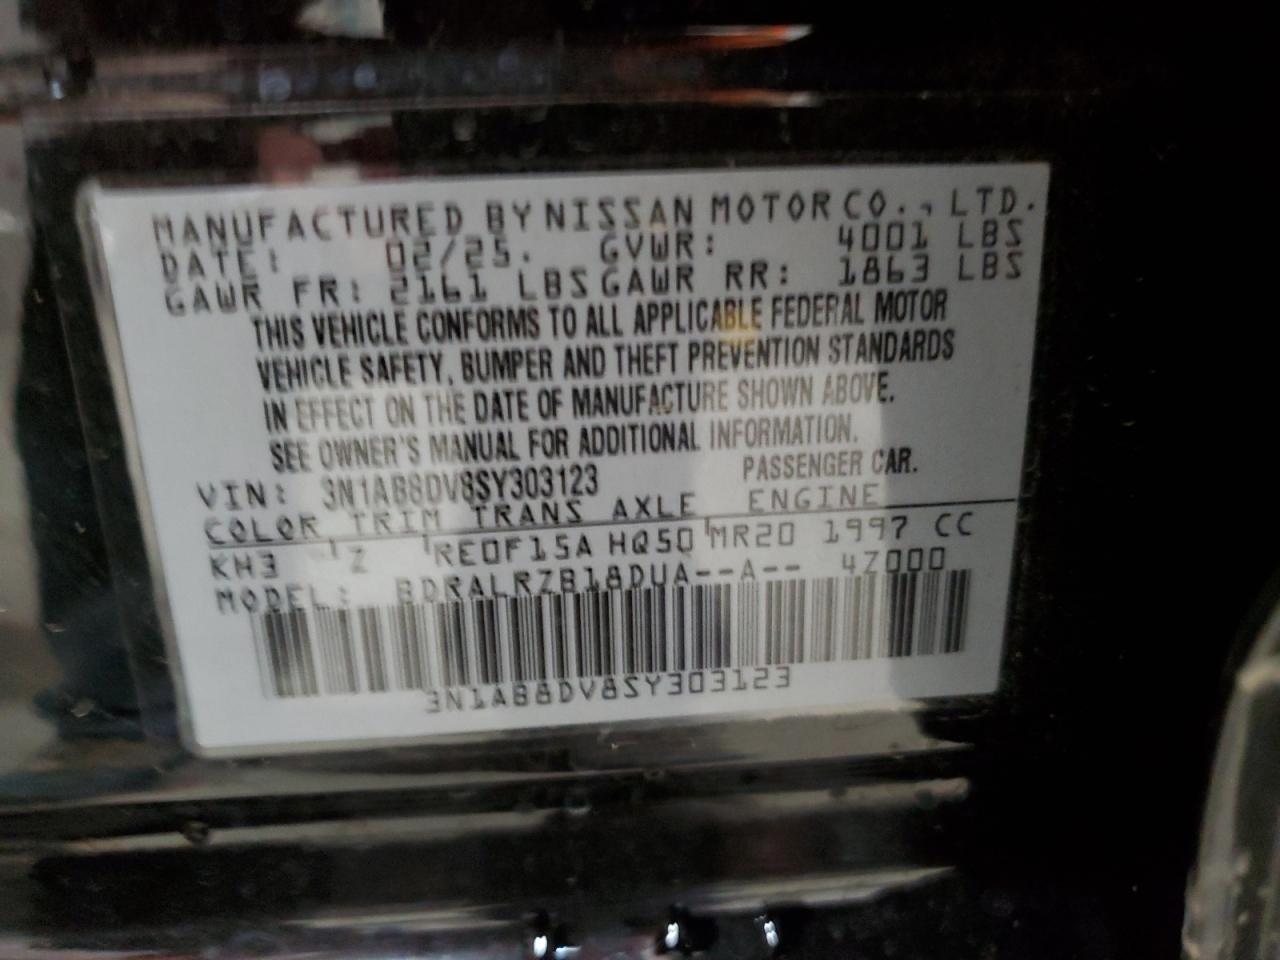 MANUFACTURED BY NISSAN MOTOR CO., LTD.
DATE: 02/25. GVWR: 4001 LBS
GAWR FR: 2161 LBS GAWR RR: 1863 LBS
THIS VEHICLE CONFORMS TO ALL APPLICABLE FEDERAL MOTOR
VEHICLE SAFETY, BUMPER AND THEFT PREVENTION STANDARDS
IN EFFECT ON THE DATE OF MANUFACTURE SHOWN ABOVE.
SEE OWNER'S MANUAL FOR ADDITIONAL INFORMATION.
VIN: 3N1AB8DV8SY303123 PASSENGER CAR.
COLOR TRIM TRANS AXLE ENGINE
KH3 Z RE0F15A HQ50 MR20 1997 CC
MODEL: BDRALRZB18DUA--A-- 4Z000
3N1AB8DV8SY303123